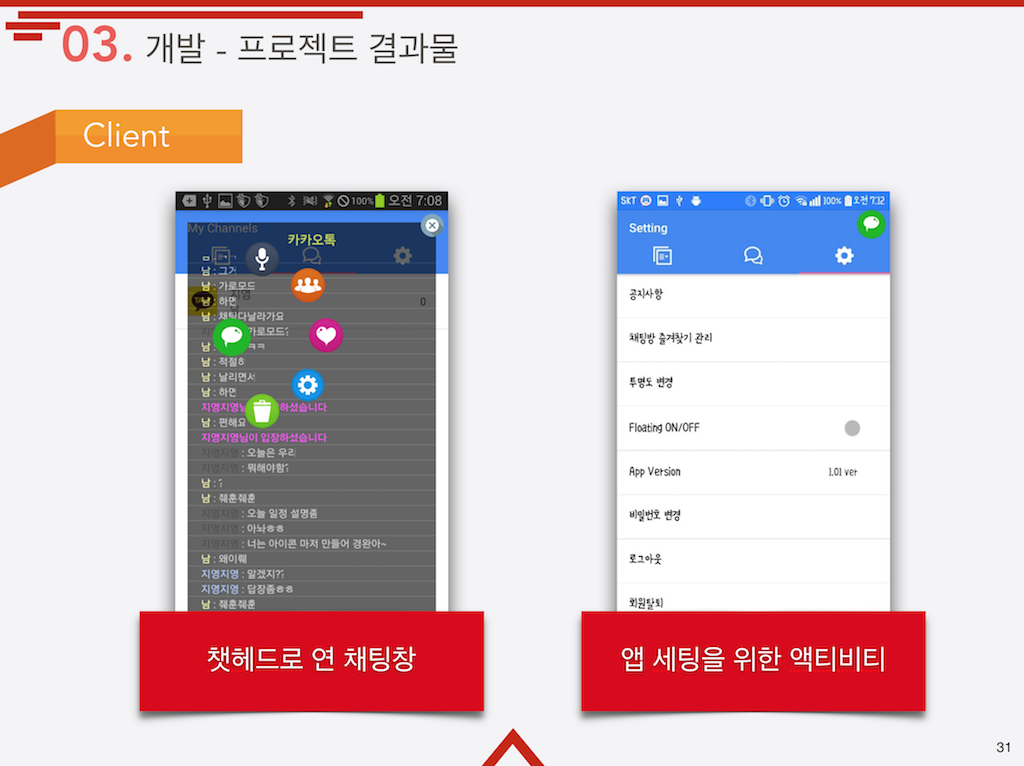 03. 개발 - 프로젝트 결과물
Client
100% 오전 7:08
My Channels
카카오톡
남 : 그거
남 : 가로모드
남 : 하면
0
남 : 채팅다날라가요
가로모드?
남 : ㅋㅋ
남 : 적절히
남 : 날리면서
남 : 하면
지영지영님 하셨습니다
남 : 편해요
지영지영님이 입장하셨습니다
지영지영 : 오늘은 우리
지영지영 : 뭐해야함?
남 : ?
남 : 줴훈줴훈
지영지영 : 오늘 일정 설명좀
지영지영 : 아놔ㅎㅎ
지영지영 : 너는 아이콘 마저 만들어 경완아~
남 : 왜이뤠
지영지영 : 알겠지??
지영지영 : 답장좀ㅎㅎ
남 : 줴훈줴훈
챗헤드로 연 채팅창
SKT 100% 오전 7:12
Setting
공지사항
채팅방 즐겨찾기 관리
투명도 변경
Floating ON/OFF
App Version 1.01 ver
비밀번호 변경
로그아웃
회원탈퇴
앱 세팅을 위한 액티비티
31